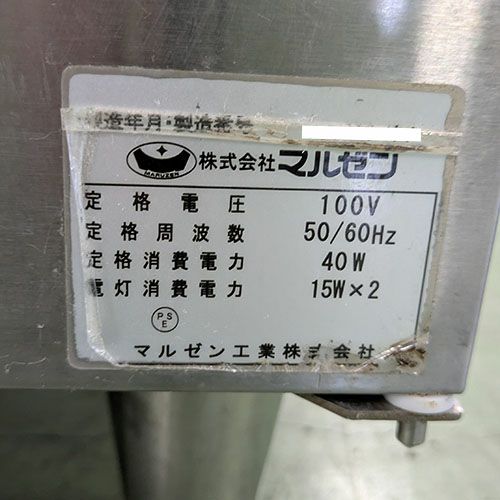 製造年月・製造番号
MARUZEN 株式会社マルゼン
定格電圧 100V
定格周波数 50/60Hz
定格消費電力 40W
電灯消費電力 15W×2
PS
E
マルゼン工業株式会社